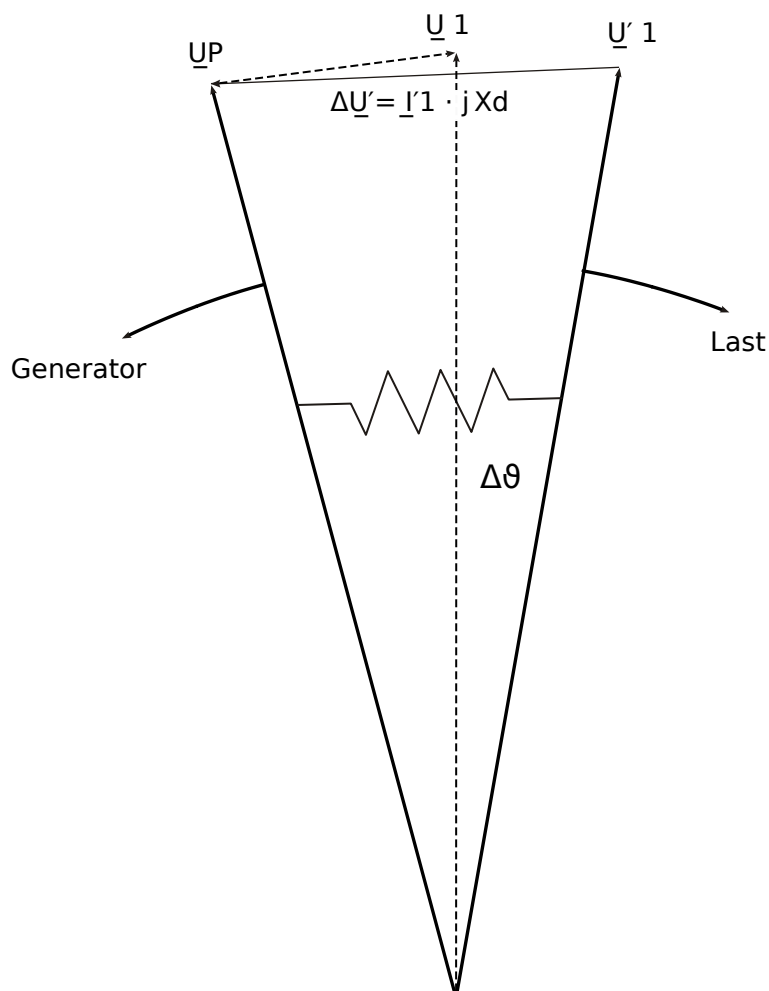 U̲ 1
U̲′ 1
U̲P
ΔU̲′= I̲′1 · j Xd
Last
Generator
Δϑ